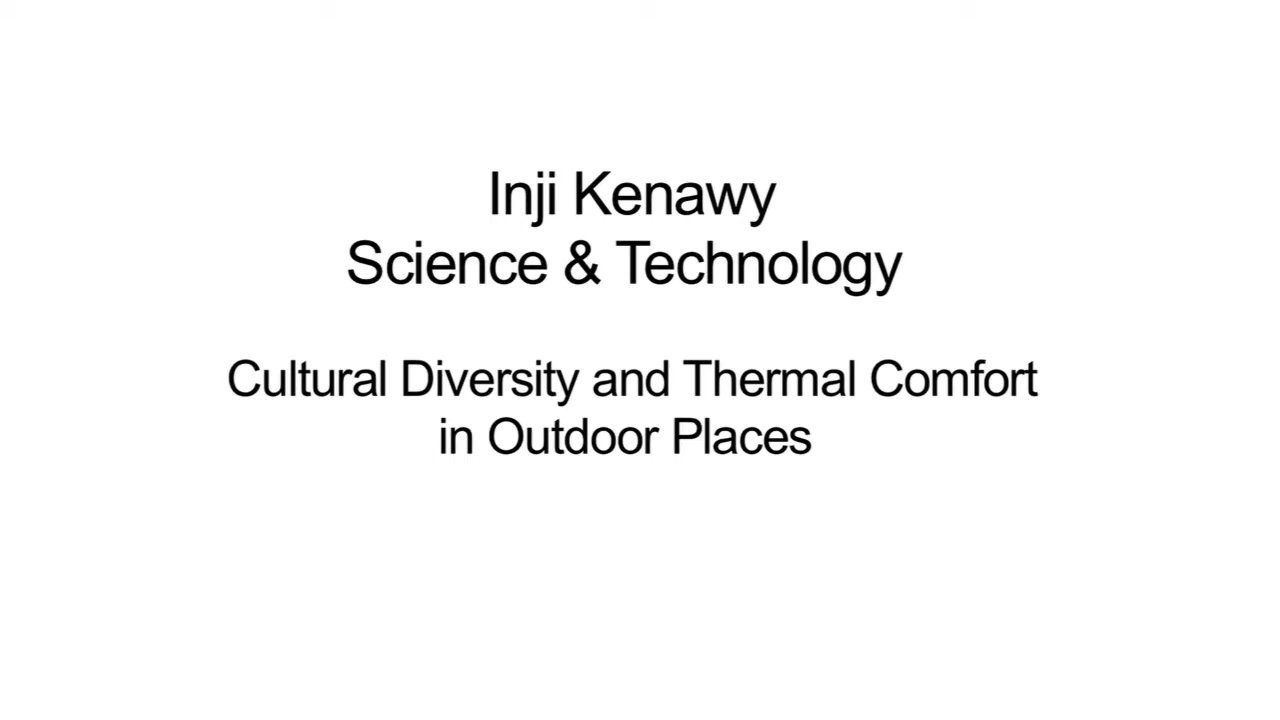 Inji Kenawy
Science & Technology
Cultural Diversity and Thermal Comfort
in Outdoor Places